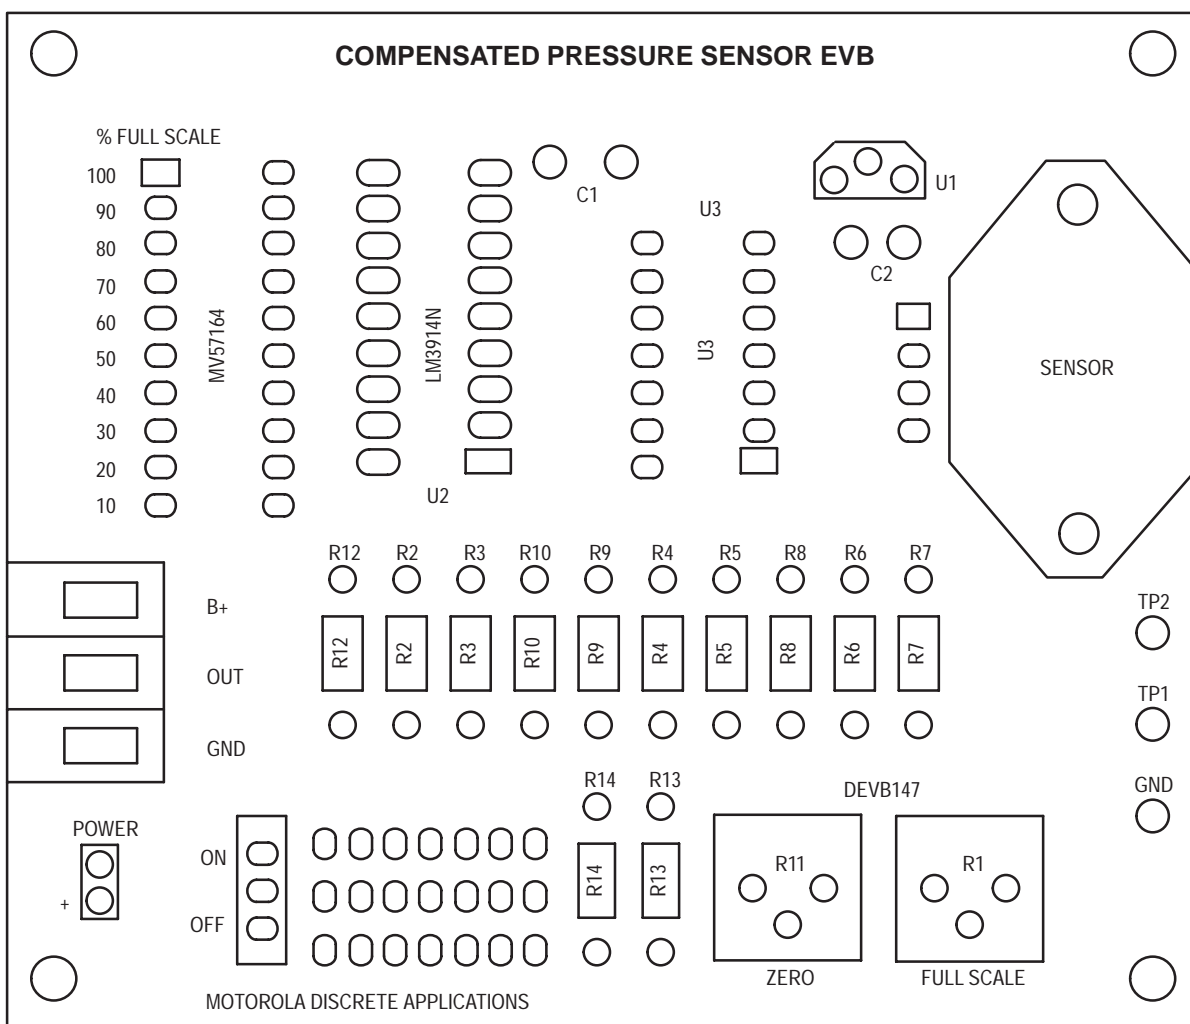 COMPENSATED PRESSURE SENSOR EVB
% FULL SCALE
100
90
80
70
60
50
40
30
20
10
MV57164
LM3914N
U2
C1
U3
U3
U1
C2
SENSOR
R12 R2 R3 R10 R9 R4 R5 R8 R6 R7
R12 R2 R3 R10 R9 R4 R5 R8 R6 R7
B+
OUT
GND
TP2
TP1
GND
POWER
+
ON
OFF
R14 R13
R14 R13
DEVB147
R11
R1
ZERO
FULL SCALE
MOTOROLA DISCRETE APPLICATIONS